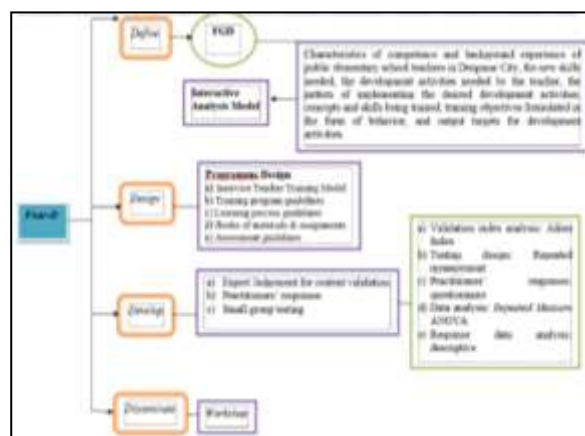 Define
FGD
Characteristics of competence and background experience of
public elementary school teachers in Denpasar City, the new skills
needed, the development activities needed by the teacher, the
pattern of implementing the desired development activities,
concepts and skills being trained, training objectives formulated in
the form of behavior, and output targets for development
activities.
Interactive
Analysis Model
Four-D
Design
Programme Design
a) Inservice Teacher Training Model
b) Training program guidelines
c) Learning process guidelines
d) Books of materials & assignments
e) Assessment guidelines
Develop
a) Expert Judgement for content validation
b) Practitioners' responses
c) Small group testing
a) Validation index analysis: Aiken
Index
b) Testing design: Repeated
measurement
c) Practitioners' responses:
questionnaire
d) Data analysis: Repeated Measure
ANOVA
e) Response data analysis:
descriptive
Disseminate
Workshop